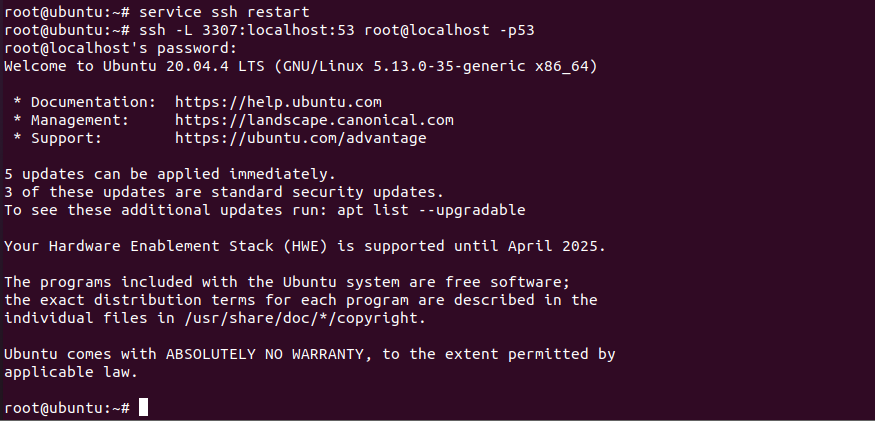 root@ubuntu:~# service ssh restart
root@ubuntu:~# ssh -L 3307:localhost:53 root@localhost -p53
root@localhost's password:
Welcome to Ubuntu 20.04.4 LTS (GNU/Linux 5.13.0-35-generic x86_64)

 * Documentation:  https://help.ubuntu.com
 * Management:     https://landscape.canonical.com
 * Support:        https://ubuntu.com/advantage

5 updates can be applied immediately.
3 of these updates are standard security updates.
To see these additional updates run: apt list --upgradable

Your Hardware Enablement Stack (HWE) is supported until April 2025.

The programs included with the Ubuntu system are free software;
the exact distribution terms for each program are described in the
individual files in /usr/share/doc/*/copyright.

Ubuntu comes with ABSOLUTELY NO WARRANTY, to the extent permitted by
applicable law.

root@ubuntu:~#